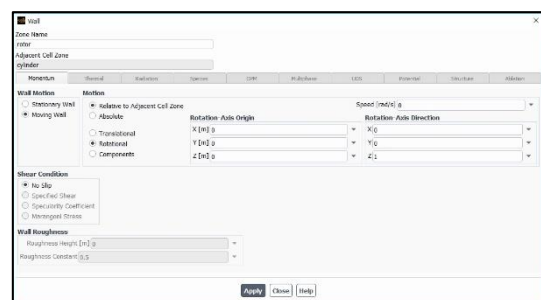 Wall
Zone Name
rotor
Adjacent Cell Zone
cylinder
Momentum Thermal Radiation Species DPM Multiphase UDS Potential Structure Ablation
Wall Motion Motion
Stationary Wall Relative to Adjacent Cell Zone Speed [rad/s] 0
Moving Wall Absolute Rotation-Axis Origin Rotation-Axis Direction
Translational X [m] 0 X 0
Rotational Y [m] 0 Y 0
Components Z [m] 0 Z 1
Shear Condition
No Slip
Specified Shear
Specularity Coefficient
Marangoni Stress
Wall Roughness
Roughness Height [m] 0
Roughness Constant 0.5
Apply Close Help